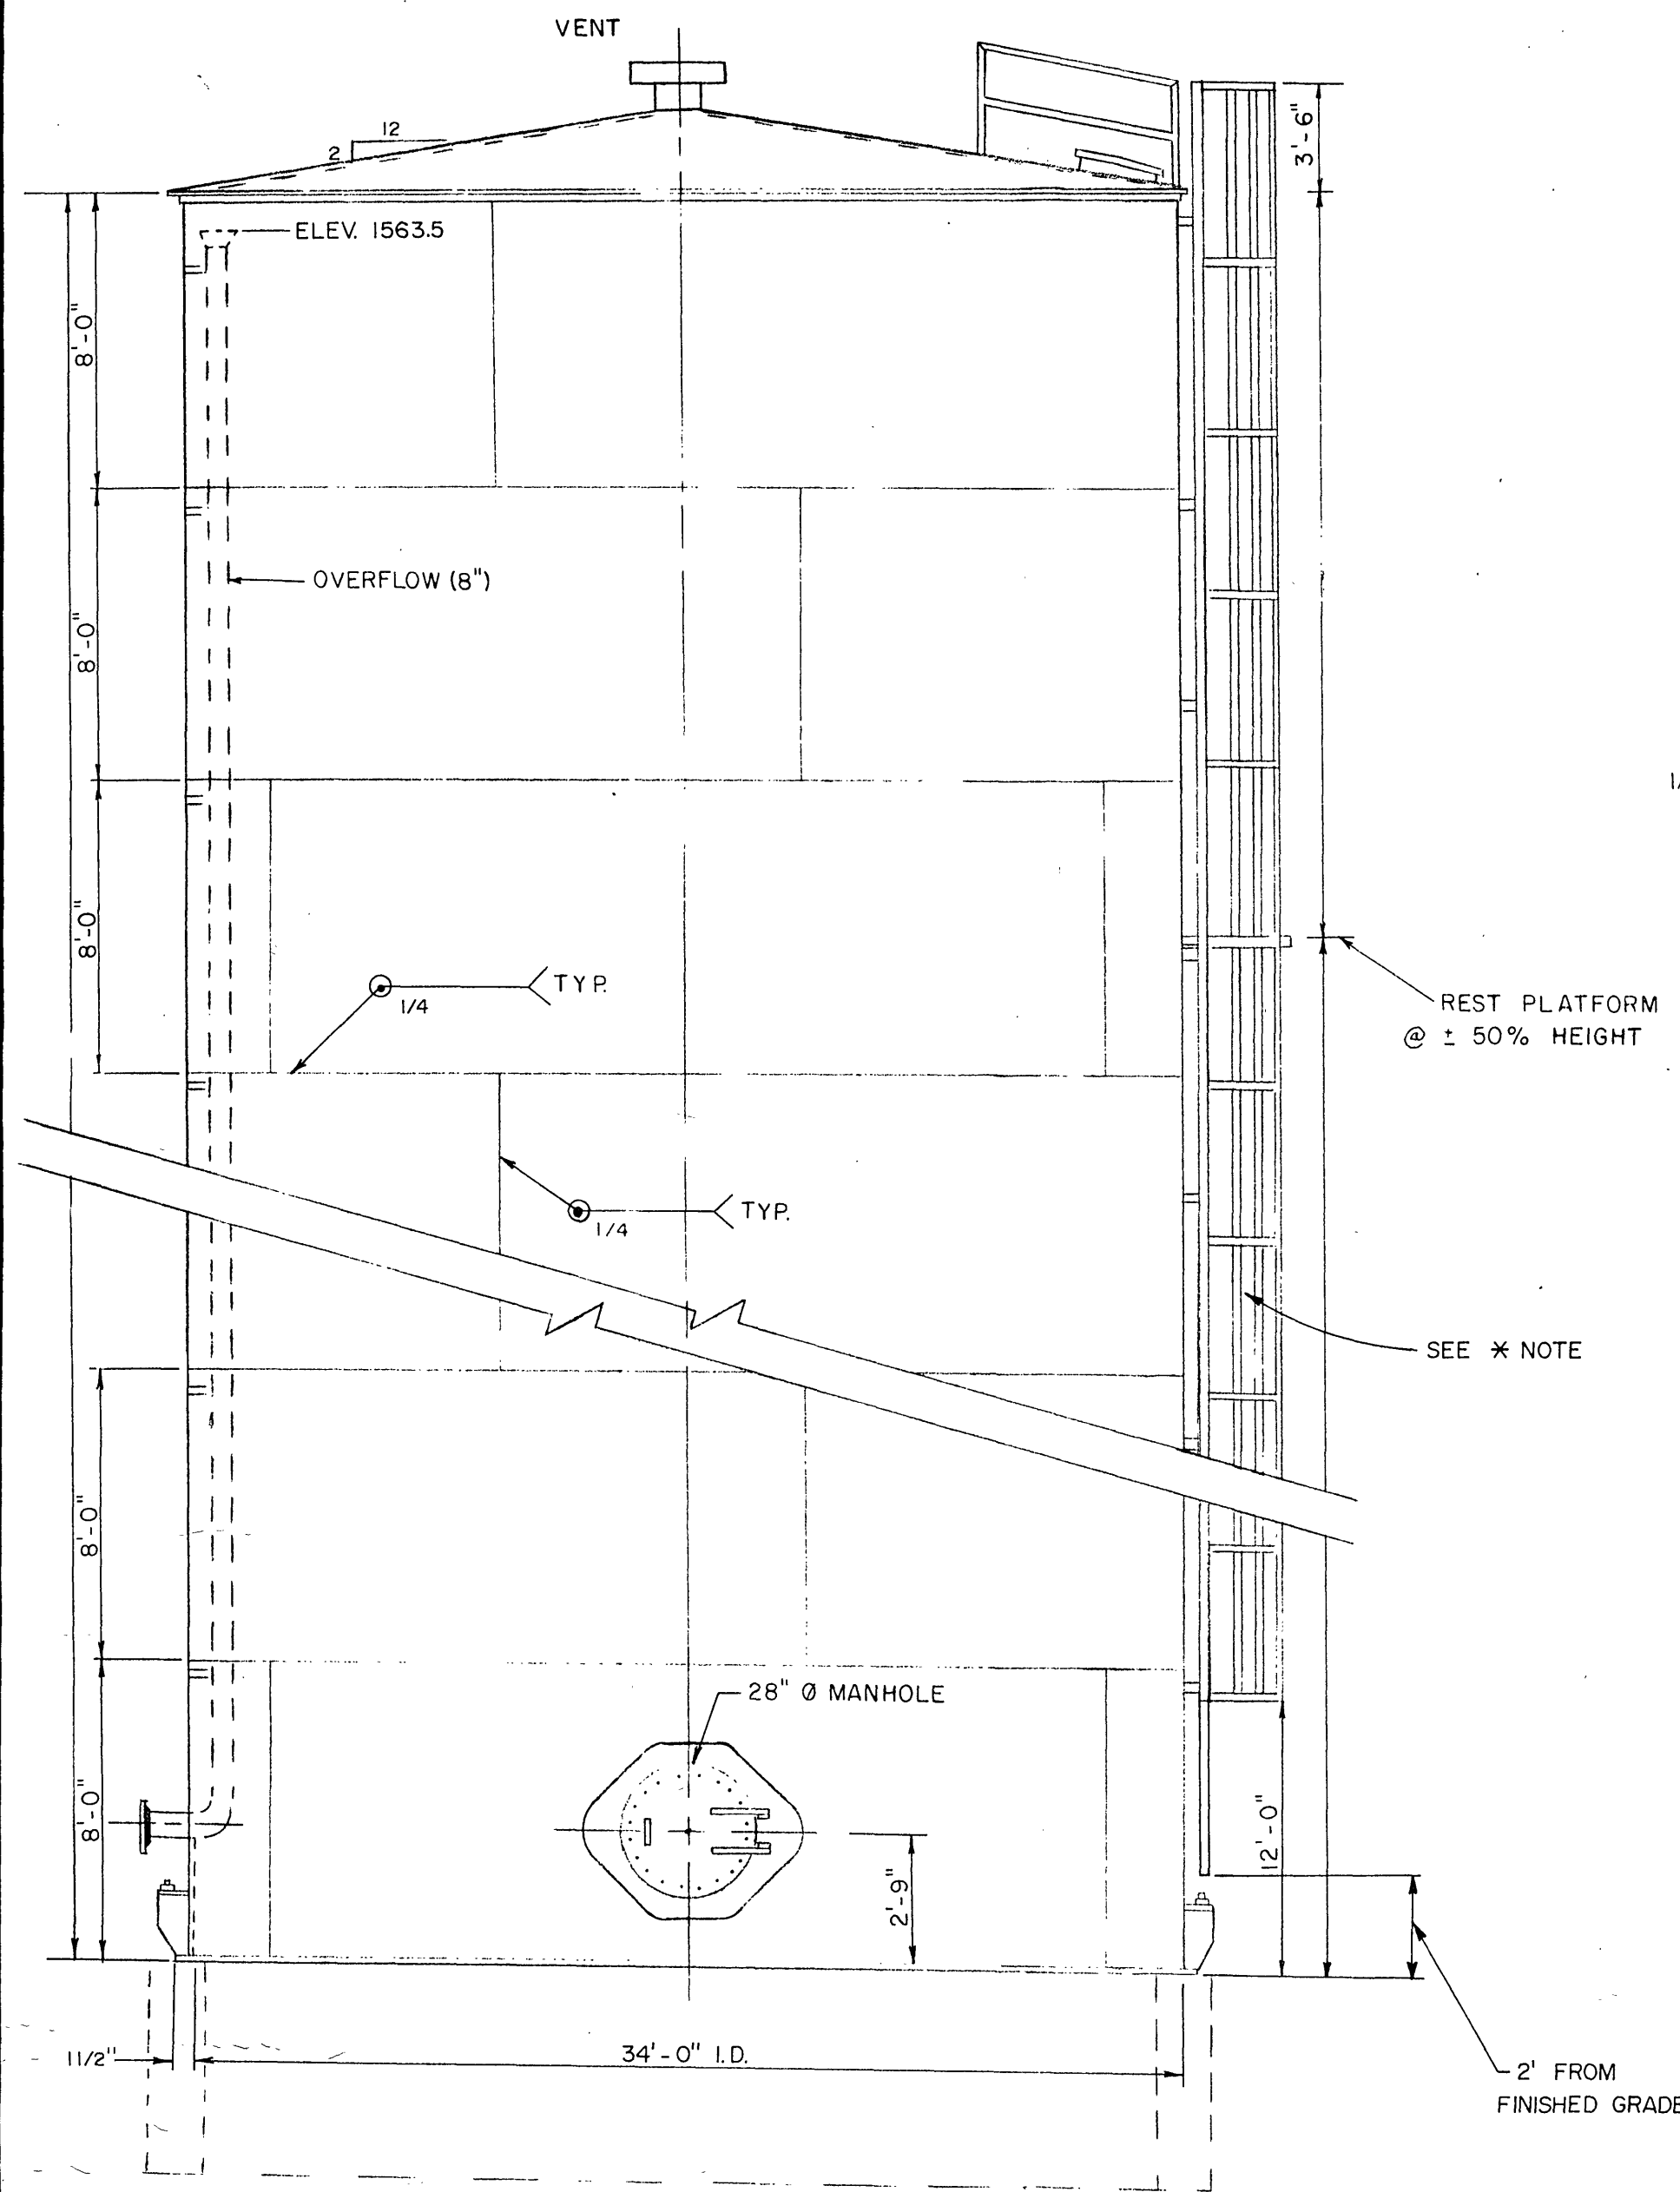 VENT
12
2
3'-6"
ELEV. 1563.5
8'-0"
OVERFLOW (8")
8'-0"
1/
8'-0"
TYP.
1/4
REST PLATFORM
@ ± 50% HEIGHT
TYP.
1/4
SEE * NOTE
8'-0"
28" Ø MANHOLE
8'-0"
12'-0"
2'-9"
11/2"
34'-0" I.D.
2' FROM
FINISHED GRADE